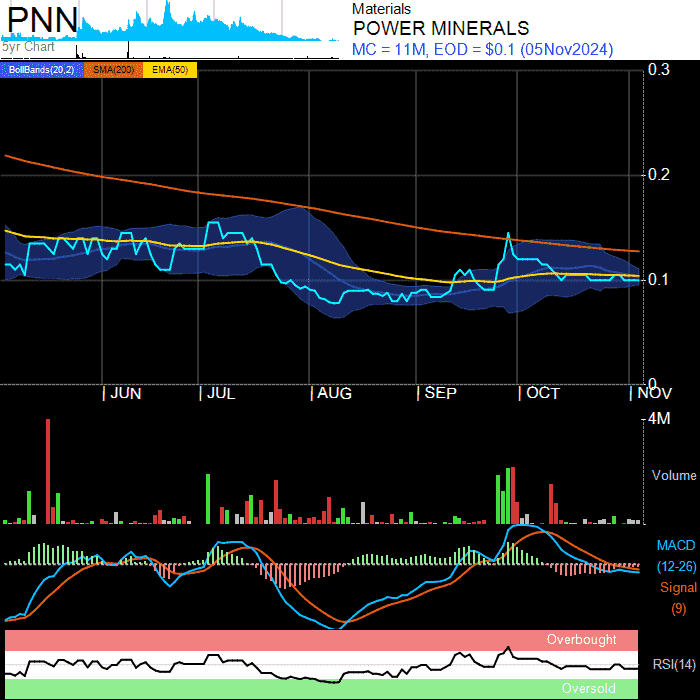 PNN
5yr Chart
Materials
POWER MINERALS
MC = 11M, EOD = $0.1 (05Nov2024)
BollBands(20,2) SMA(200) EMA(50)
0.3
0.2
0.1
0
| JUN | JUL | AUG | SEP | OCT | NOV
4M
Volume
MACD
(12-26)
Signal
(9)
Overbought
RSI(14)
Oversold